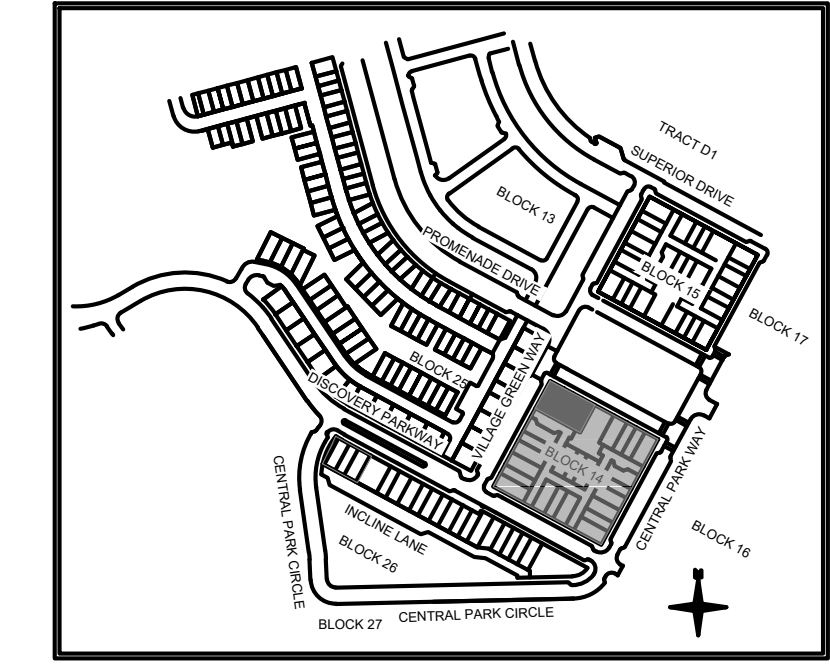 TRACT D1
SUPERIOR DRIVE
BLOCK 13
PROMENADE DRIVE
BLOCK 15
BLOCK 17
BLOCK 25
VILLAGE GREEN WAY
DISCOVERY PARKWAY
BLOCK 14
CENTRAL PARK WAY
CENTRAL PARK CIRCLE
INCLINE LANE
BLOCK 16
BLOCK 26
N
CENTRAL PARK CIRCLE
BLOCK 27